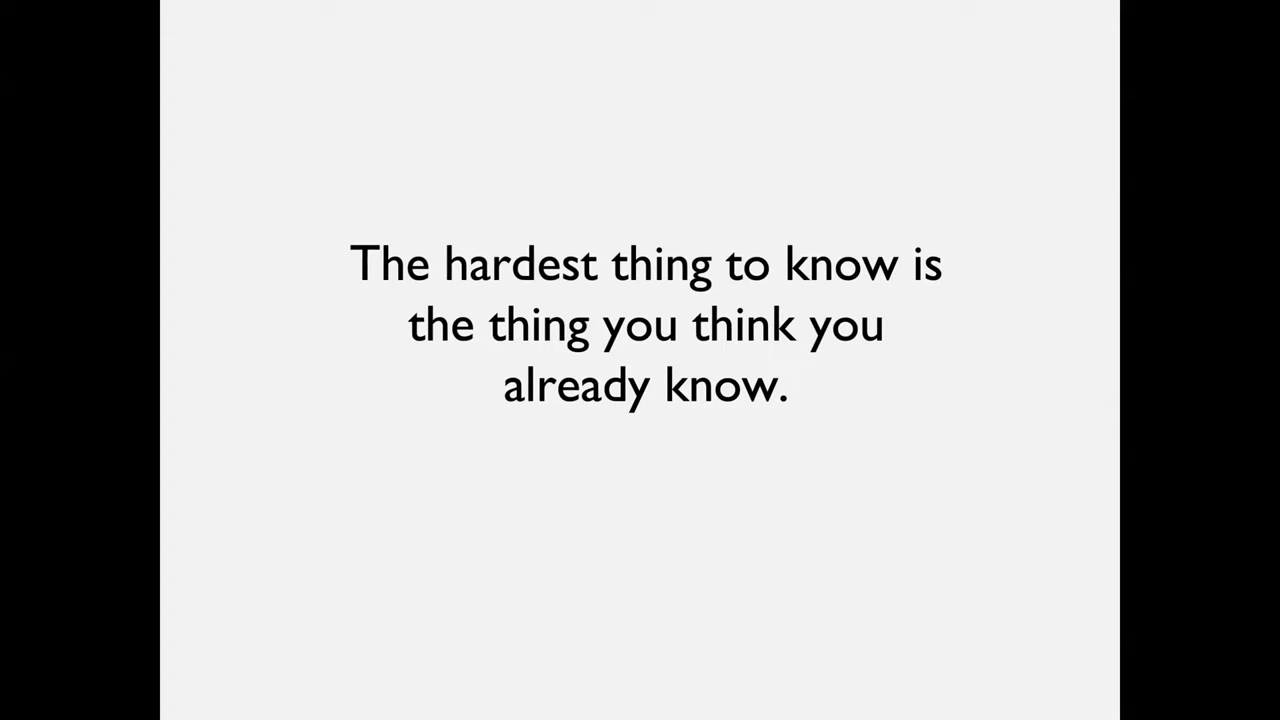 The hardest thing to know is
the thing you think you
already know.